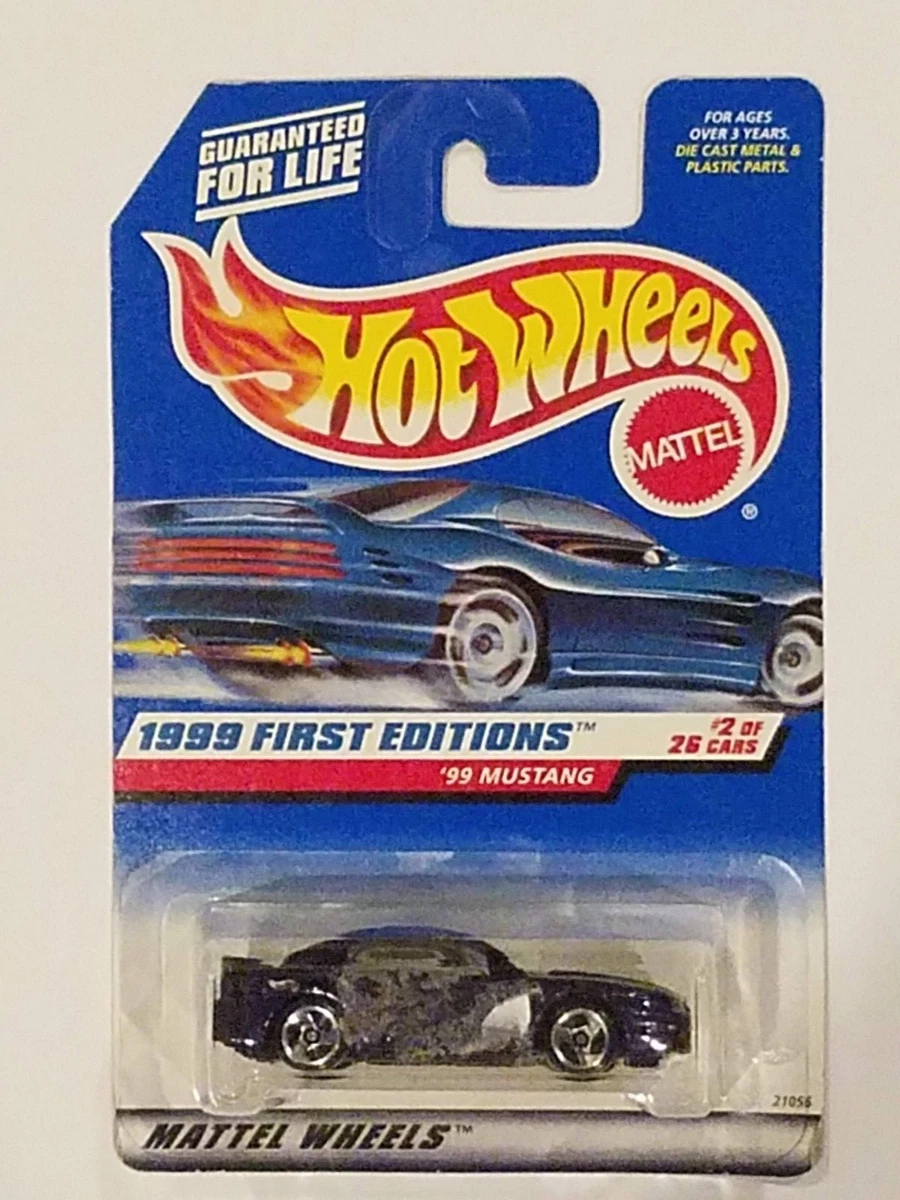 GUARANTEED
FOR LIFE
FOR AGES
OVER 3 YEARS.
DIE CAST METAL &
PLASTIC PARTS.
Hot Wheels
MATTEL
®
1999 FIRST EDITIONS™
#2 OF
26 CARS
'99 MUSTANG
21056
MATTEL WHEELS™